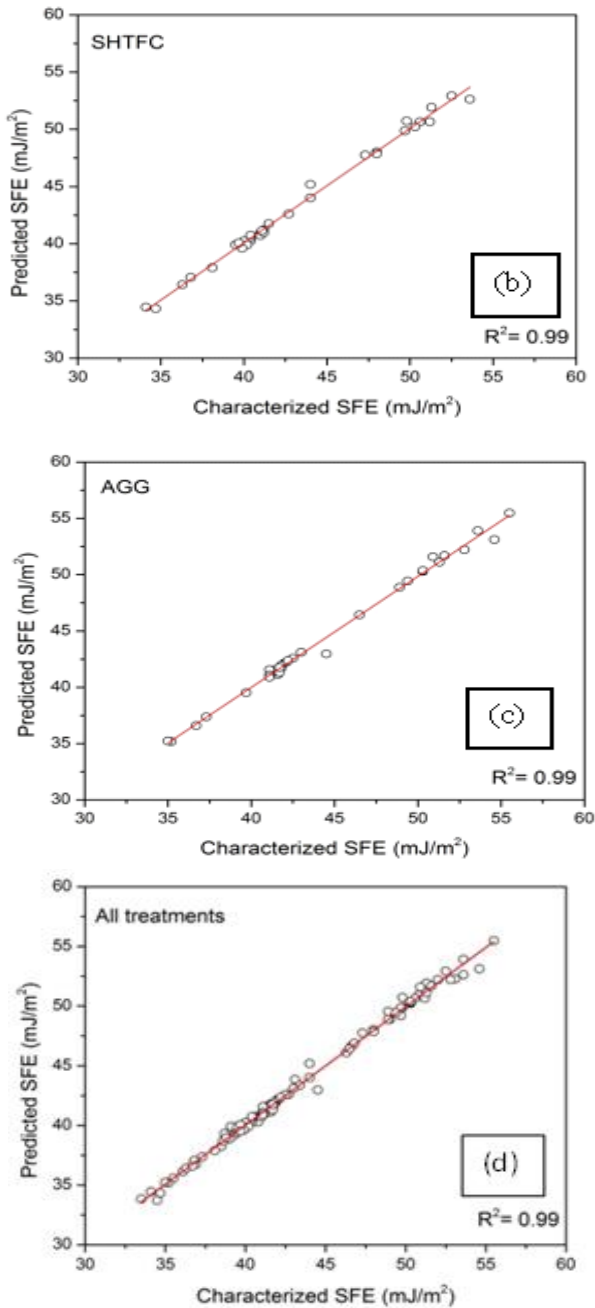 60
SHTFC
55
50
45
40
35
30
Predicted SFE (mJ/m²)
(b)
R²= 0.99
30 35 40 45 50 55 60
Characterized SFE (mJ/m²)
60
AGG
55
50
45
40
35
30
Predicted SFE (mJ/m²)
(c)
R²= 0.99
30 35 40 45 50 55 60
Characterized SFE (mJ/m²)
60
All treatments
55
50
45
40
35
30
Predicted SFE (mJ/m²)
(d)
R²= 0.99
30 35 40 45 50 55 60
Characterized SFE (mJ/m²)